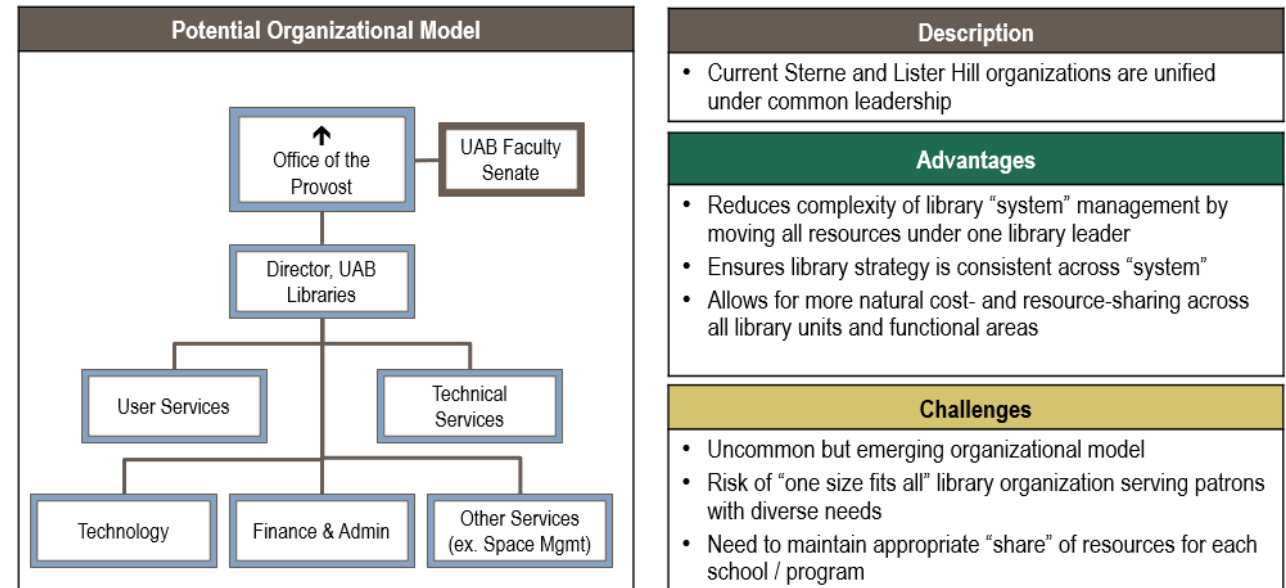 Potential Organizational Model
↑
Office of the
Provost
UAB Faculty
Senate
Director, UAB
Libraries
User Services
Technical
Services
Technology
Finance & Admin
Other Services
(ex. Space Mgmt)
Description
• Current Sterne and Lister Hill organizations are unified
under common leadership
Advantages
• Reduces complexity of library “system” management by
moving all resources under one library leader
• Ensures library strategy is consistent across “system”
• Allows for more natural cost- and resource-sharing across
all library units and functional areas
Challenges
• Uncommon but emerging organizational model
• Risk of “one size fits all” library organization serving patrons
with diverse needs
• Need to maintain appropriate “share” of resources for each
school / program